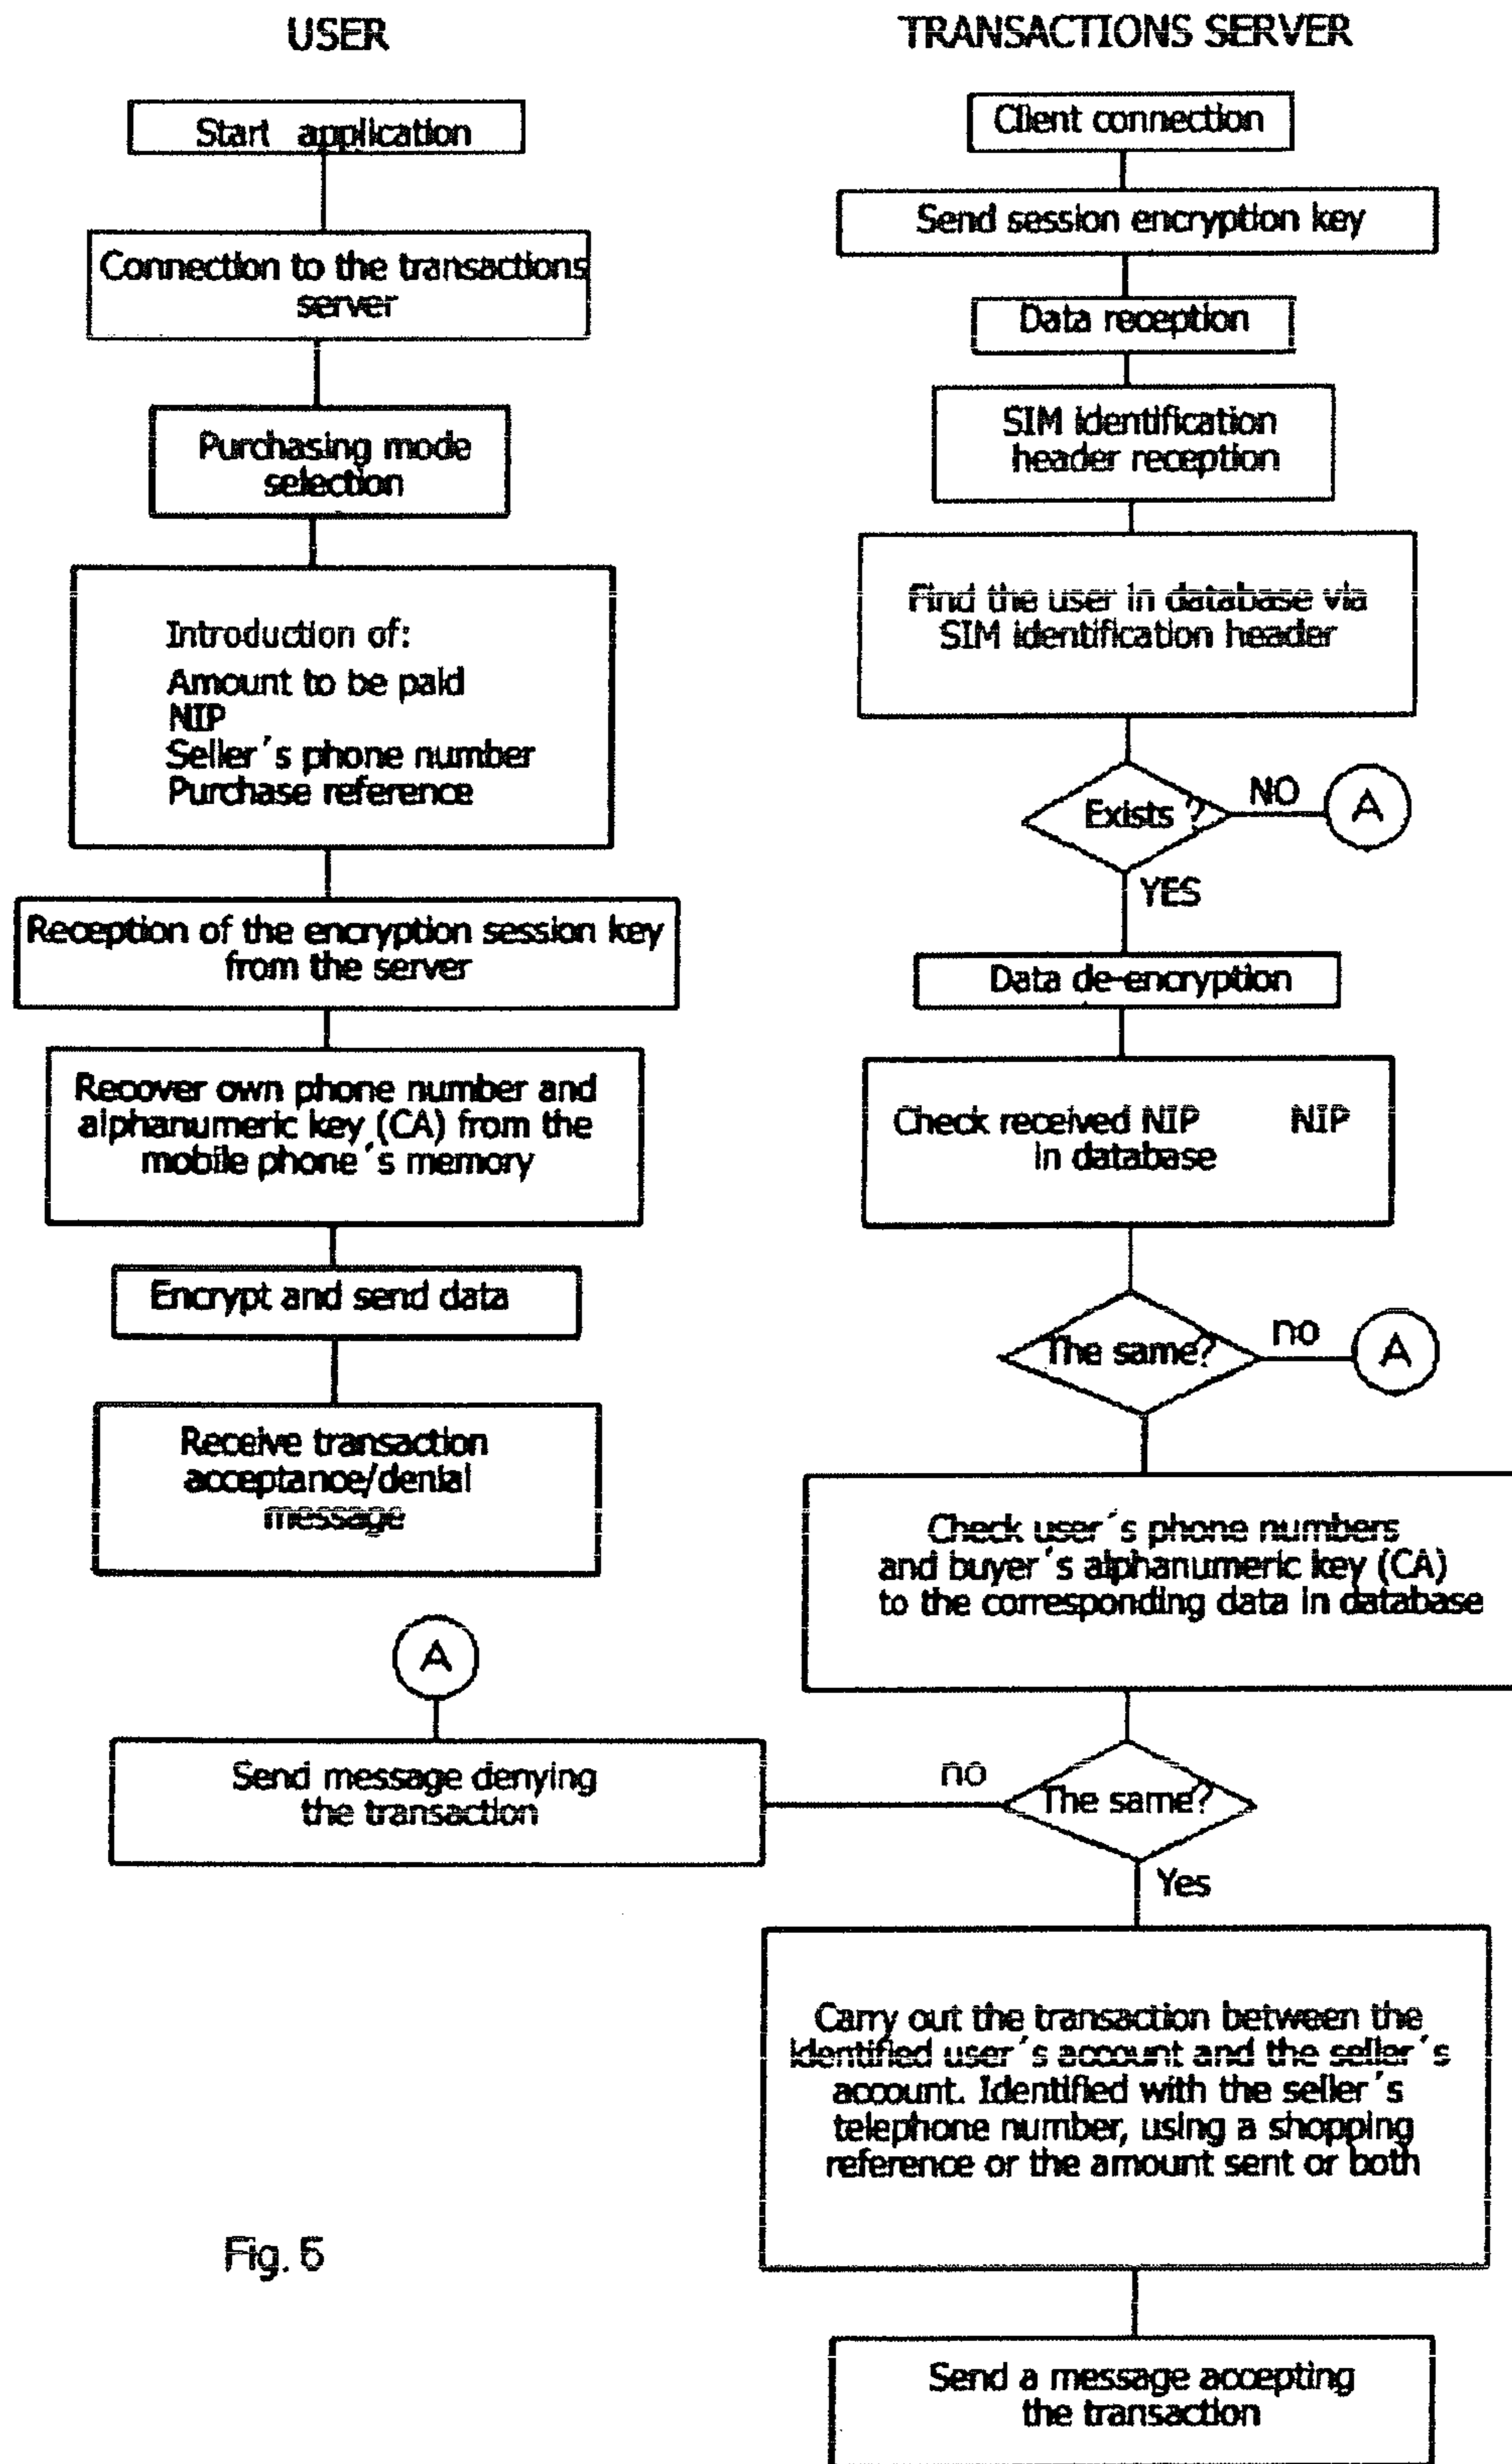 USER
Start application
Connection to the transactions
server
Purchasing mode
selection
Introduction of:
Amount to be paid
NIP
Seller´s phone number
Purchase reference
Reception of the encryption session key
from the server
Recover own phone number and
alphanumeric key (CA) from the
mobile phone´s memory
Encrypt and send data
Receive transaction
acceptance/denial
message
A
Send message denying
the transaction
TRANSACTIONS SERVER
Client connection
Send session encryption key
Data reception
SIM identification
header reception
Find the user in database via
SIM identification header
Exists ?
NO
A
YES
Data de-encryption
Check received NIP NIP
in database
The same?
no
A
Check user´s phone numbers
and buyer´s alphanumeric key (CA)
to the corresponding data in database
The same?
no
Yes
Carry out the transaction between the
identified user´s account and the seller´s
account. Identified with the seller´s
telephone number, using a shopping
reference or the amount sent or both
Send a message accepting
the transaction
Fig.